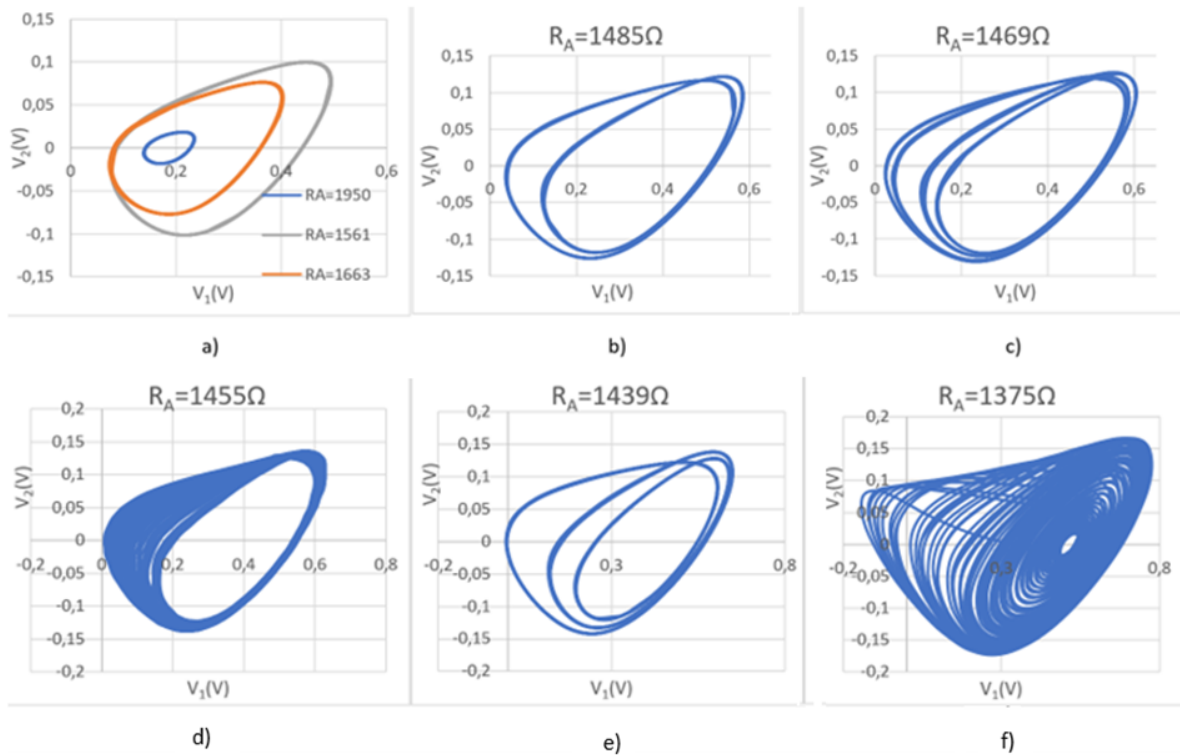 0,15
0,1
0,05
0
-0,05
-0,1
-0,15
0
0,2
0,4
0,6
V2(V)
V1(V)
RA=1950
RA=1561
RA=1663
a)
RA=1485Ω
0,15
0,1
0,05
0
-0,05
-0,1
-0,15
0
0,2
0,4
0,6
V2(V)
V1(V)
b)
RA=1469Ω
0,15
0,1
0,05
0
-0,05
-0,1
-0,15
0
0,2
0,4
0,6
V2(V)
V1(V)
c)
RA=1455Ω
0,2
0,15
0,1
0,05
0
-0,05
-0,1
-0,15
-0,2
-0,2
0
0,2
0,4
0,6
0,8
V2(V)
V1(V)
d)
RA=1439Ω
0,2
0,15
0,1
0,05
0
-0,05
-0,1
-0,15
-0,2
-0,2
0,3
0,8
V2(V)
V1(V)
e)
RA=1375Ω
0,2
0,15
0,1
0,05
0
-0,05
-0,1
-0,15
-0,2
-0,2
0,3
0,8
V2(V)
V1(V)
f)